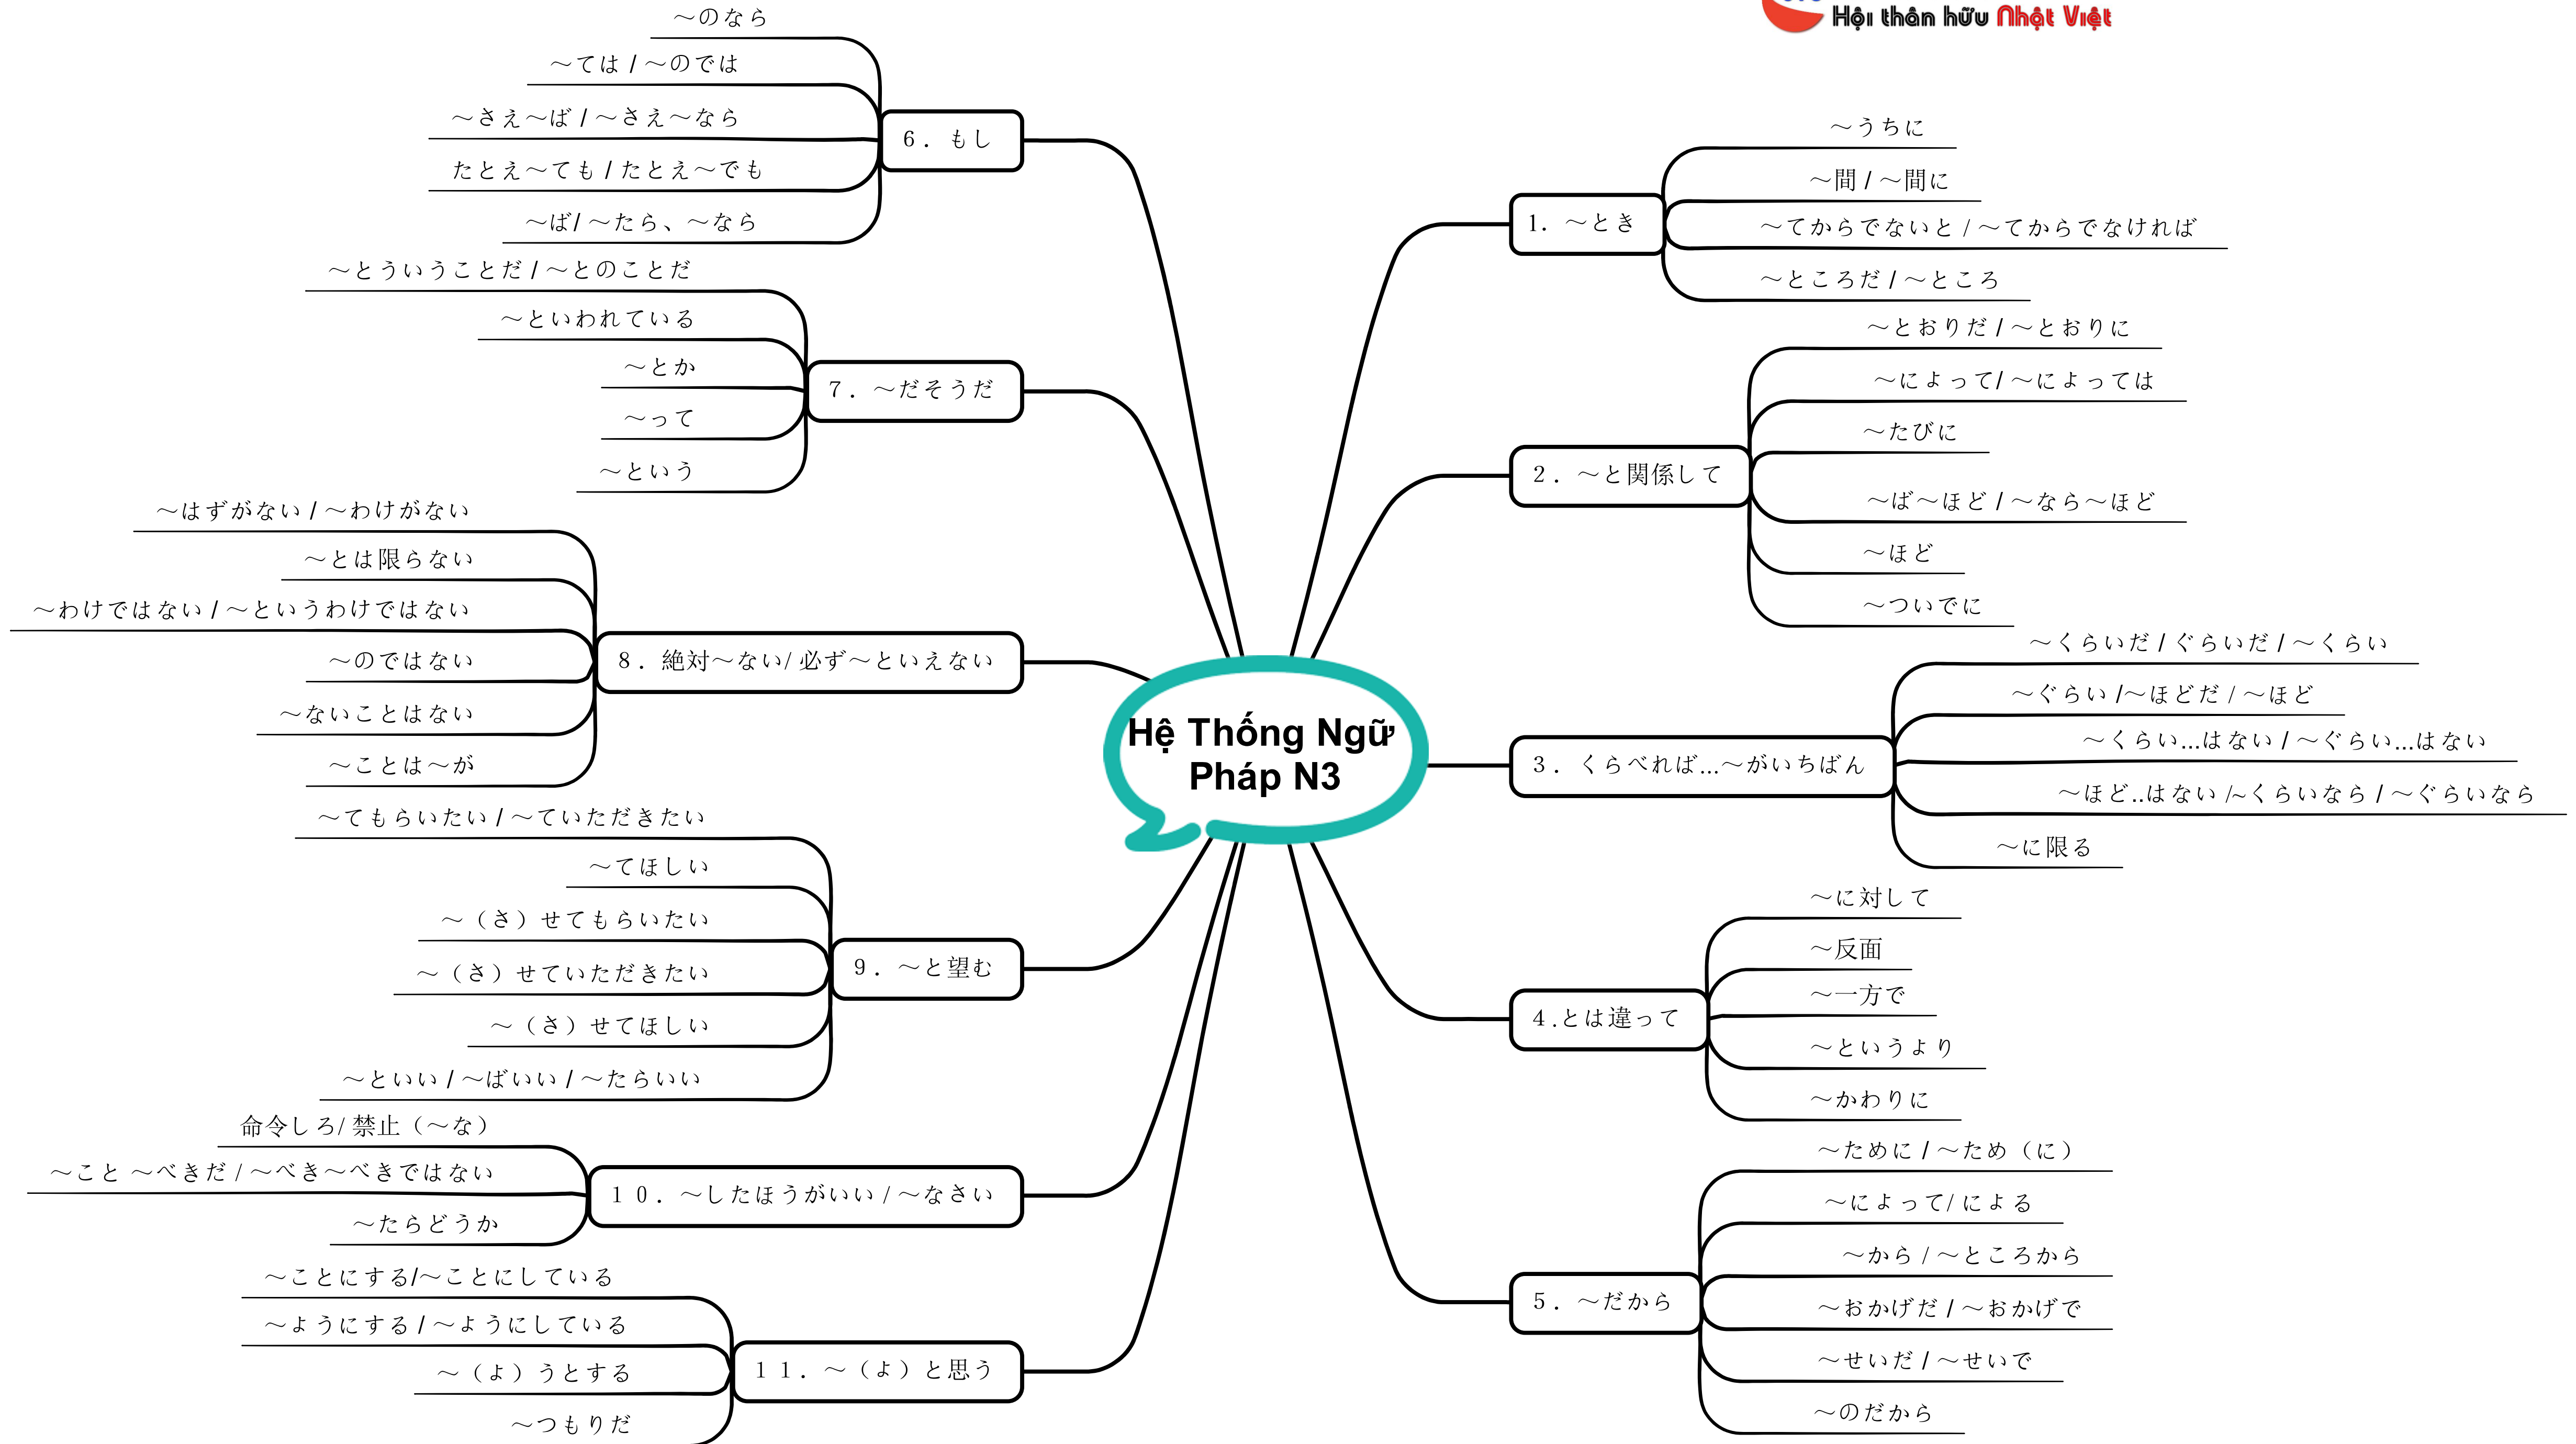 Hội thân hữu Nhật Việt
Hệ Thống Ngữ
Pháp N3
1. ～とき
～うちに
～間 / ～間に
～てからでないと / ～てからでなければ
～ところだ / ～ところ
２．～と関係して
～とおりだ / ～とおりに
～によって/ ～によっては
～たびに
～ば～ほど / ～なら～ほど
～ほど
～ついでに
３．くらべれば...～がいちばん
～くらいだ / ぐらいだ / ～くらい
～ぐらい /～ほどだ / ～ほど
～くらい...はない / ～ぐらい...はない
～ほど..はない /～くらいなら / ～ぐらいなら
～に限る
４.とは違って
～に対して
～反面
～一方で
～というより
～かわりに
５．～だから
～ために / ～ため（に）
～によって/ による
～から / ～ところから
～おかげだ / ～おかげで
～せいだ / ～せいで
～のだから
６．もし
～のなら
～ては / ～のでは
～さえ～ば / ～さえ～なら
たとえ～ても / たとえ～でも
～ば/ ～たら、～なら
７．～だそうだ
～とういうことだ / ～とのことだ
～といわれている
～とか
～って
～という
８．絶対～ない/ 必ず～といえない
～はずがない / ～わけがない
～とは限らない
～わけではない / ～というわけではない
～のではない
～ないことはない
～ことは～が
９．～と望む
～てもらいたい / ～ていただきたい
～てほしい
～（さ）せてもらいたい
～（さ）せていただきたい
～（さ）せてほしい
～といい / ～ばいい / ～たらいい
１０．～したほうがいい / ～なさい
命令しろ/ 禁止（～な）
～こと ～べきだ / ～べき～べきではない
～たらどうか
１１．～（よ）と思う
～ことにする/～ことにしている
～ようにする / ～ようにしている
～（よ）うとする
～つもりだ